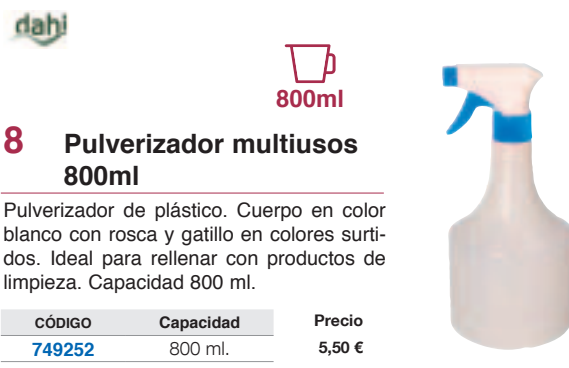 dahi
800ml
8 Pulverizador multiusos
800ml
Pulverizador de plástico. Cuerpo en color
blanco con rosca y gatillo en colores surti-
dos. Ideal para rellenar con productos de
limpieza. Capacidad 800 ml.
CÓDIGO Capacidad Precio
749252 800 ml. 5,50 €